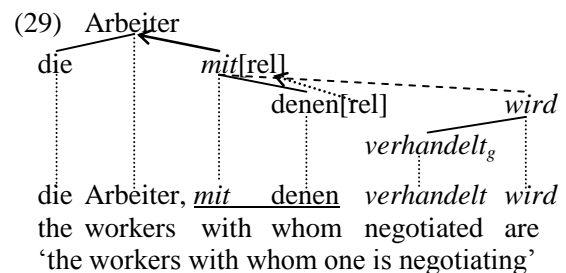 (29) Arbeiter
die mit[rel]
denen[rel] wird
verhandeltg
die Arbeiter, mit denen verhandelt wird
the workers with whom negotiated are
‘the workers with whom one is negotiating’